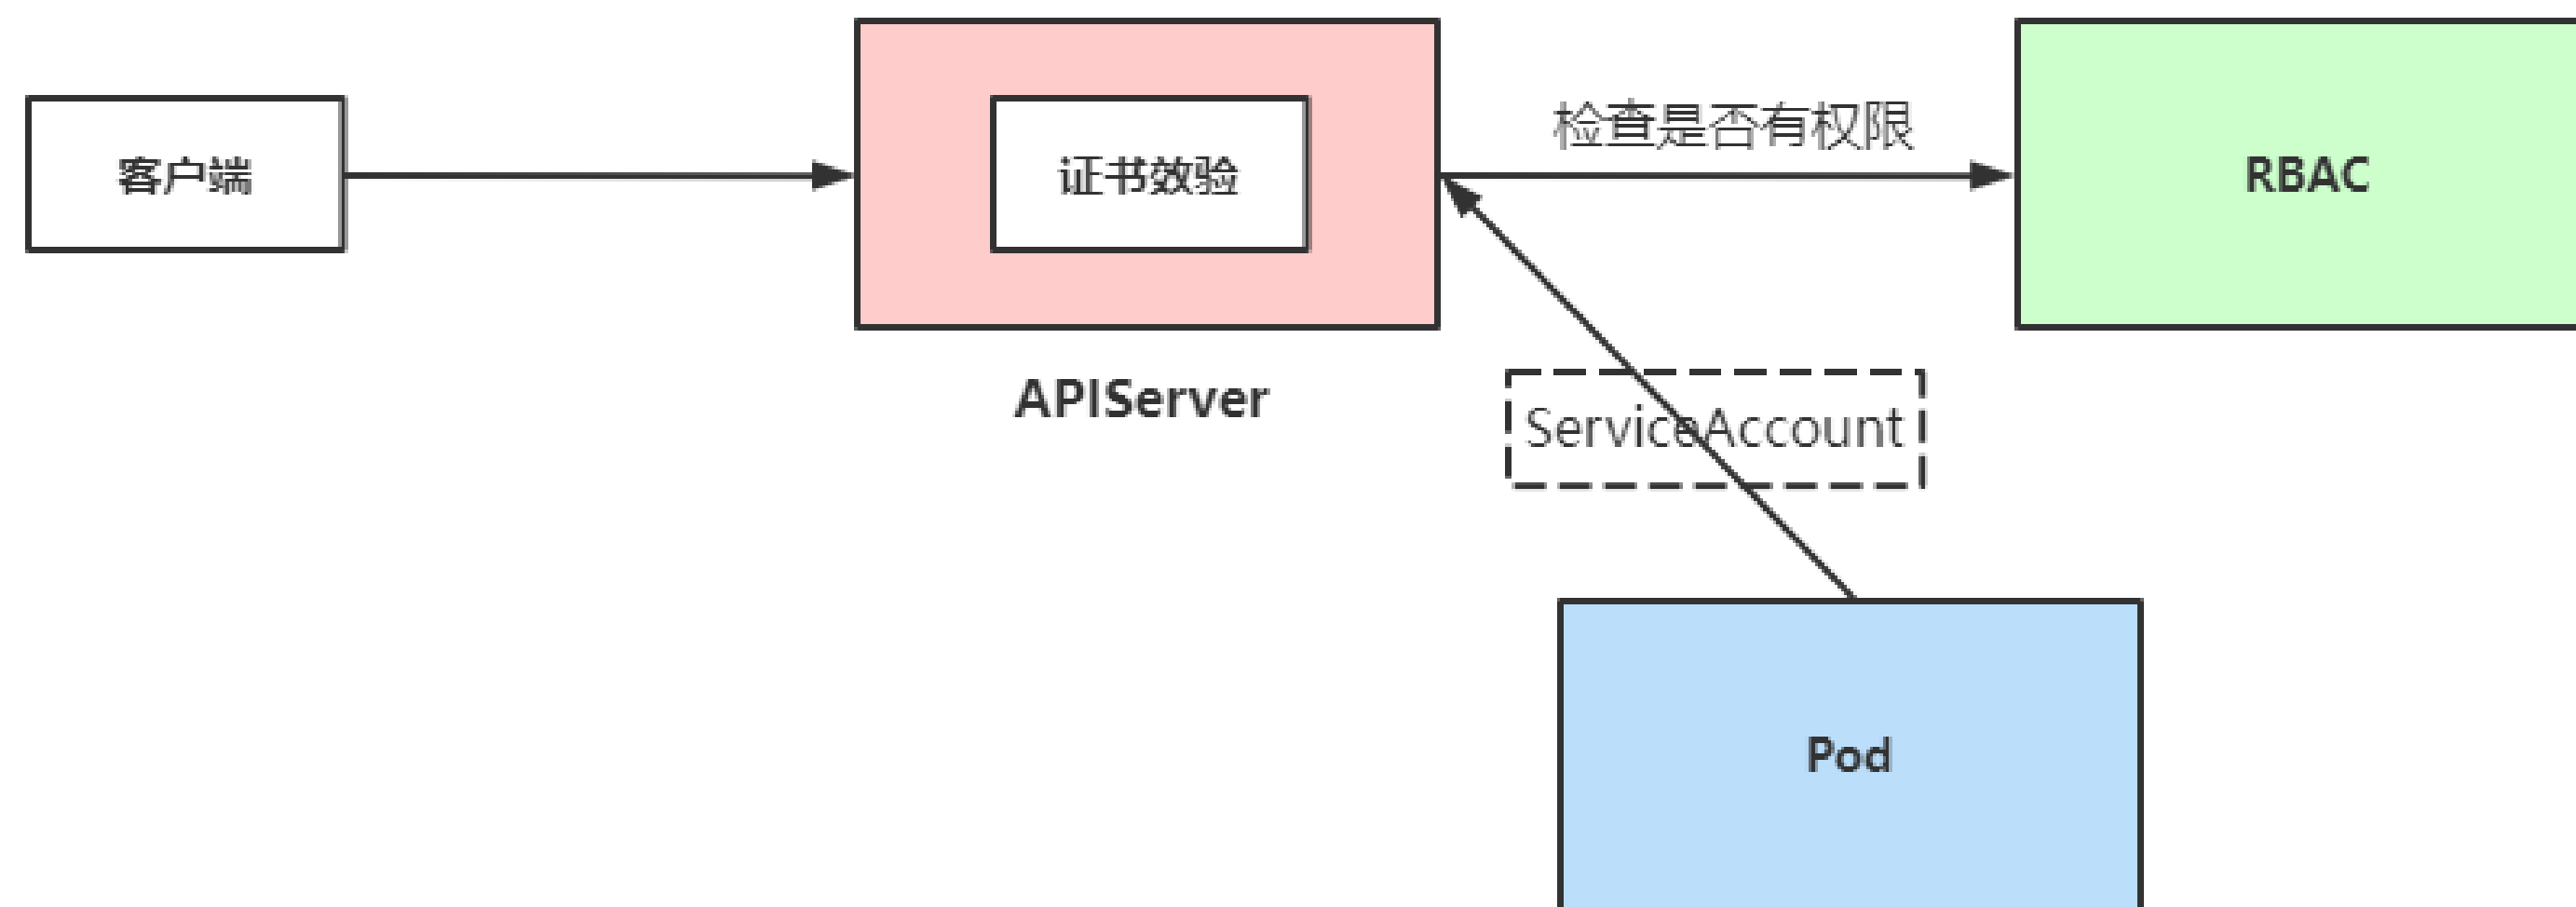 客户端
证书效验
检查是否有权限
RBAC
APIServer
ServiceAccount
Pod